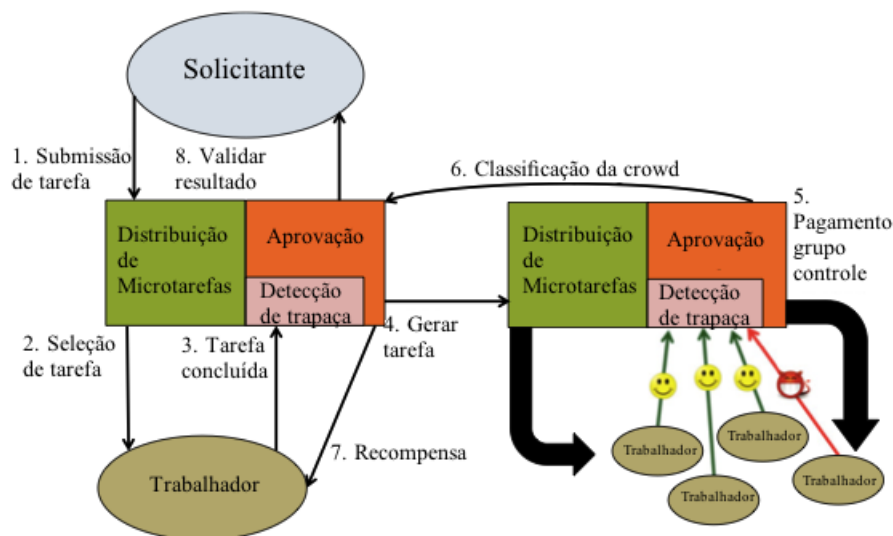 Solicitante
1. Submissão
de tarefa
8. Validar
resultado
6. Classificação da crowd
5.
Pagamento
grupo
controle
Distribuição
de
Microtarefas
Aprovação
Detecção
de trapaça
Distribuição
de
Microtarefas
Aprovação
Detecção
de trapaça
2. Seleção
de tarefa
3. Tarefa
concluída
4. Gerar
tarefa
7. Recompensa
Trabalhador
Trabalhador
Trabalhador
Trabalhador
Trabalhador